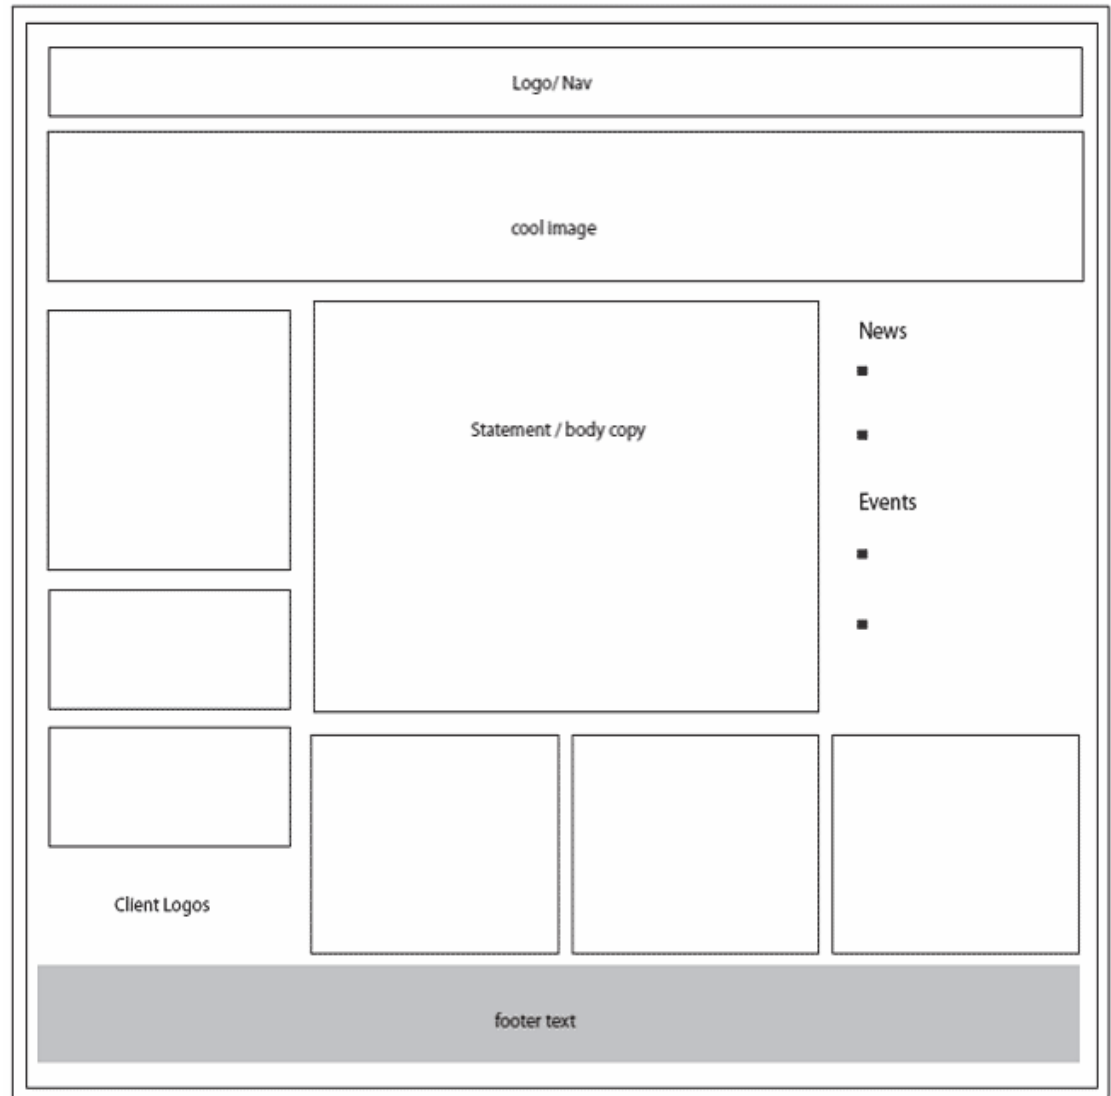 Logo/ Nav
cool image
Statement / body copy
News
Events
Client Logos
footer text